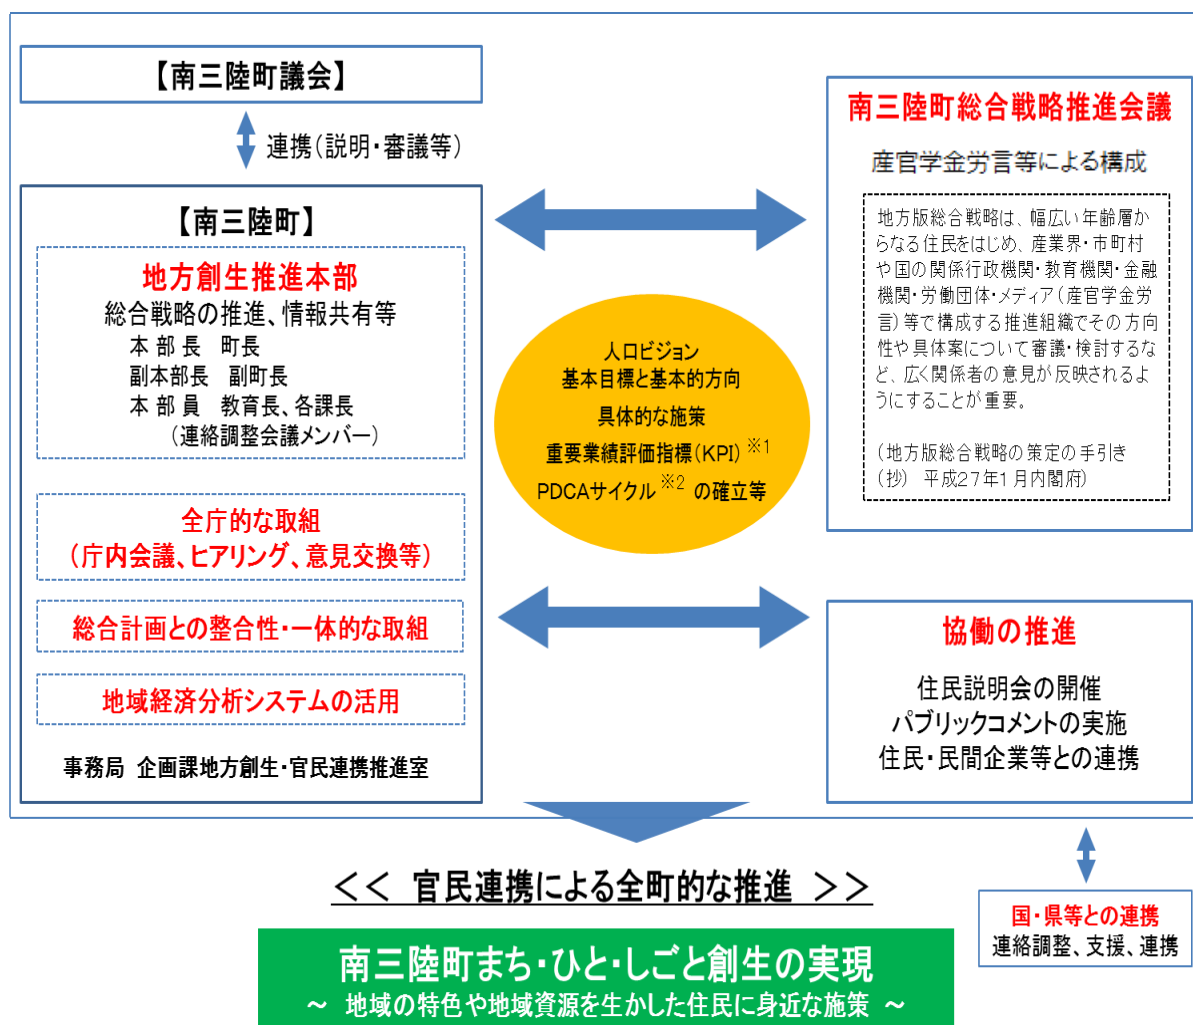 【南三陸町議会】
連携（説明・審議等）
【南三陸町】
地方創生推進本部
総合戦略の推進、情報共有等
本 部 長　町長
副本部長　副町長
本 部 員　教育長、各課長
（連絡調整会議メンバー）
全庁的な取組
（庁内会議、ヒアリング、意見交換等）
総合計画との整合性・一体的な取組
地域経済分析システムの活用
事務局 企画課地方創生・官民連携推進室
人口ビジョン
基本目標と基本的方向
具体的な施策
重要業績評価指標（KPI）※1
PDCAサイクル※2 の確立等
南三陸町総合戦略推進会議
産官学金労言等による構成
地方版総合戦略は、幅広い年齢層か
らなる住民をはじめ、産業界・市町村
や国の関係行政機関・教育機関・金融
機関・労働団体・メディア（産官学金労
言）等で構成する推進組織でその方向
性や具体案について審議・検討するな
ど、広く関係者の意見が反映されるよ
うにすることが重要。
（地方版総合戦略の策定の手引き
（抄）　平成27年1月内閣府）
協働の推進
住民説明会の開催
パブリックコメントの実施
住民・民間企業等との連携
＜＜ 官民連携による全町的な推進 ＞＞
国・県等との連携
連絡調整、支援、連携
南三陸町まち・ひと・しごと創生の実現
～ 地域の特色や地域資源を生かした住民に身近な施策 ～